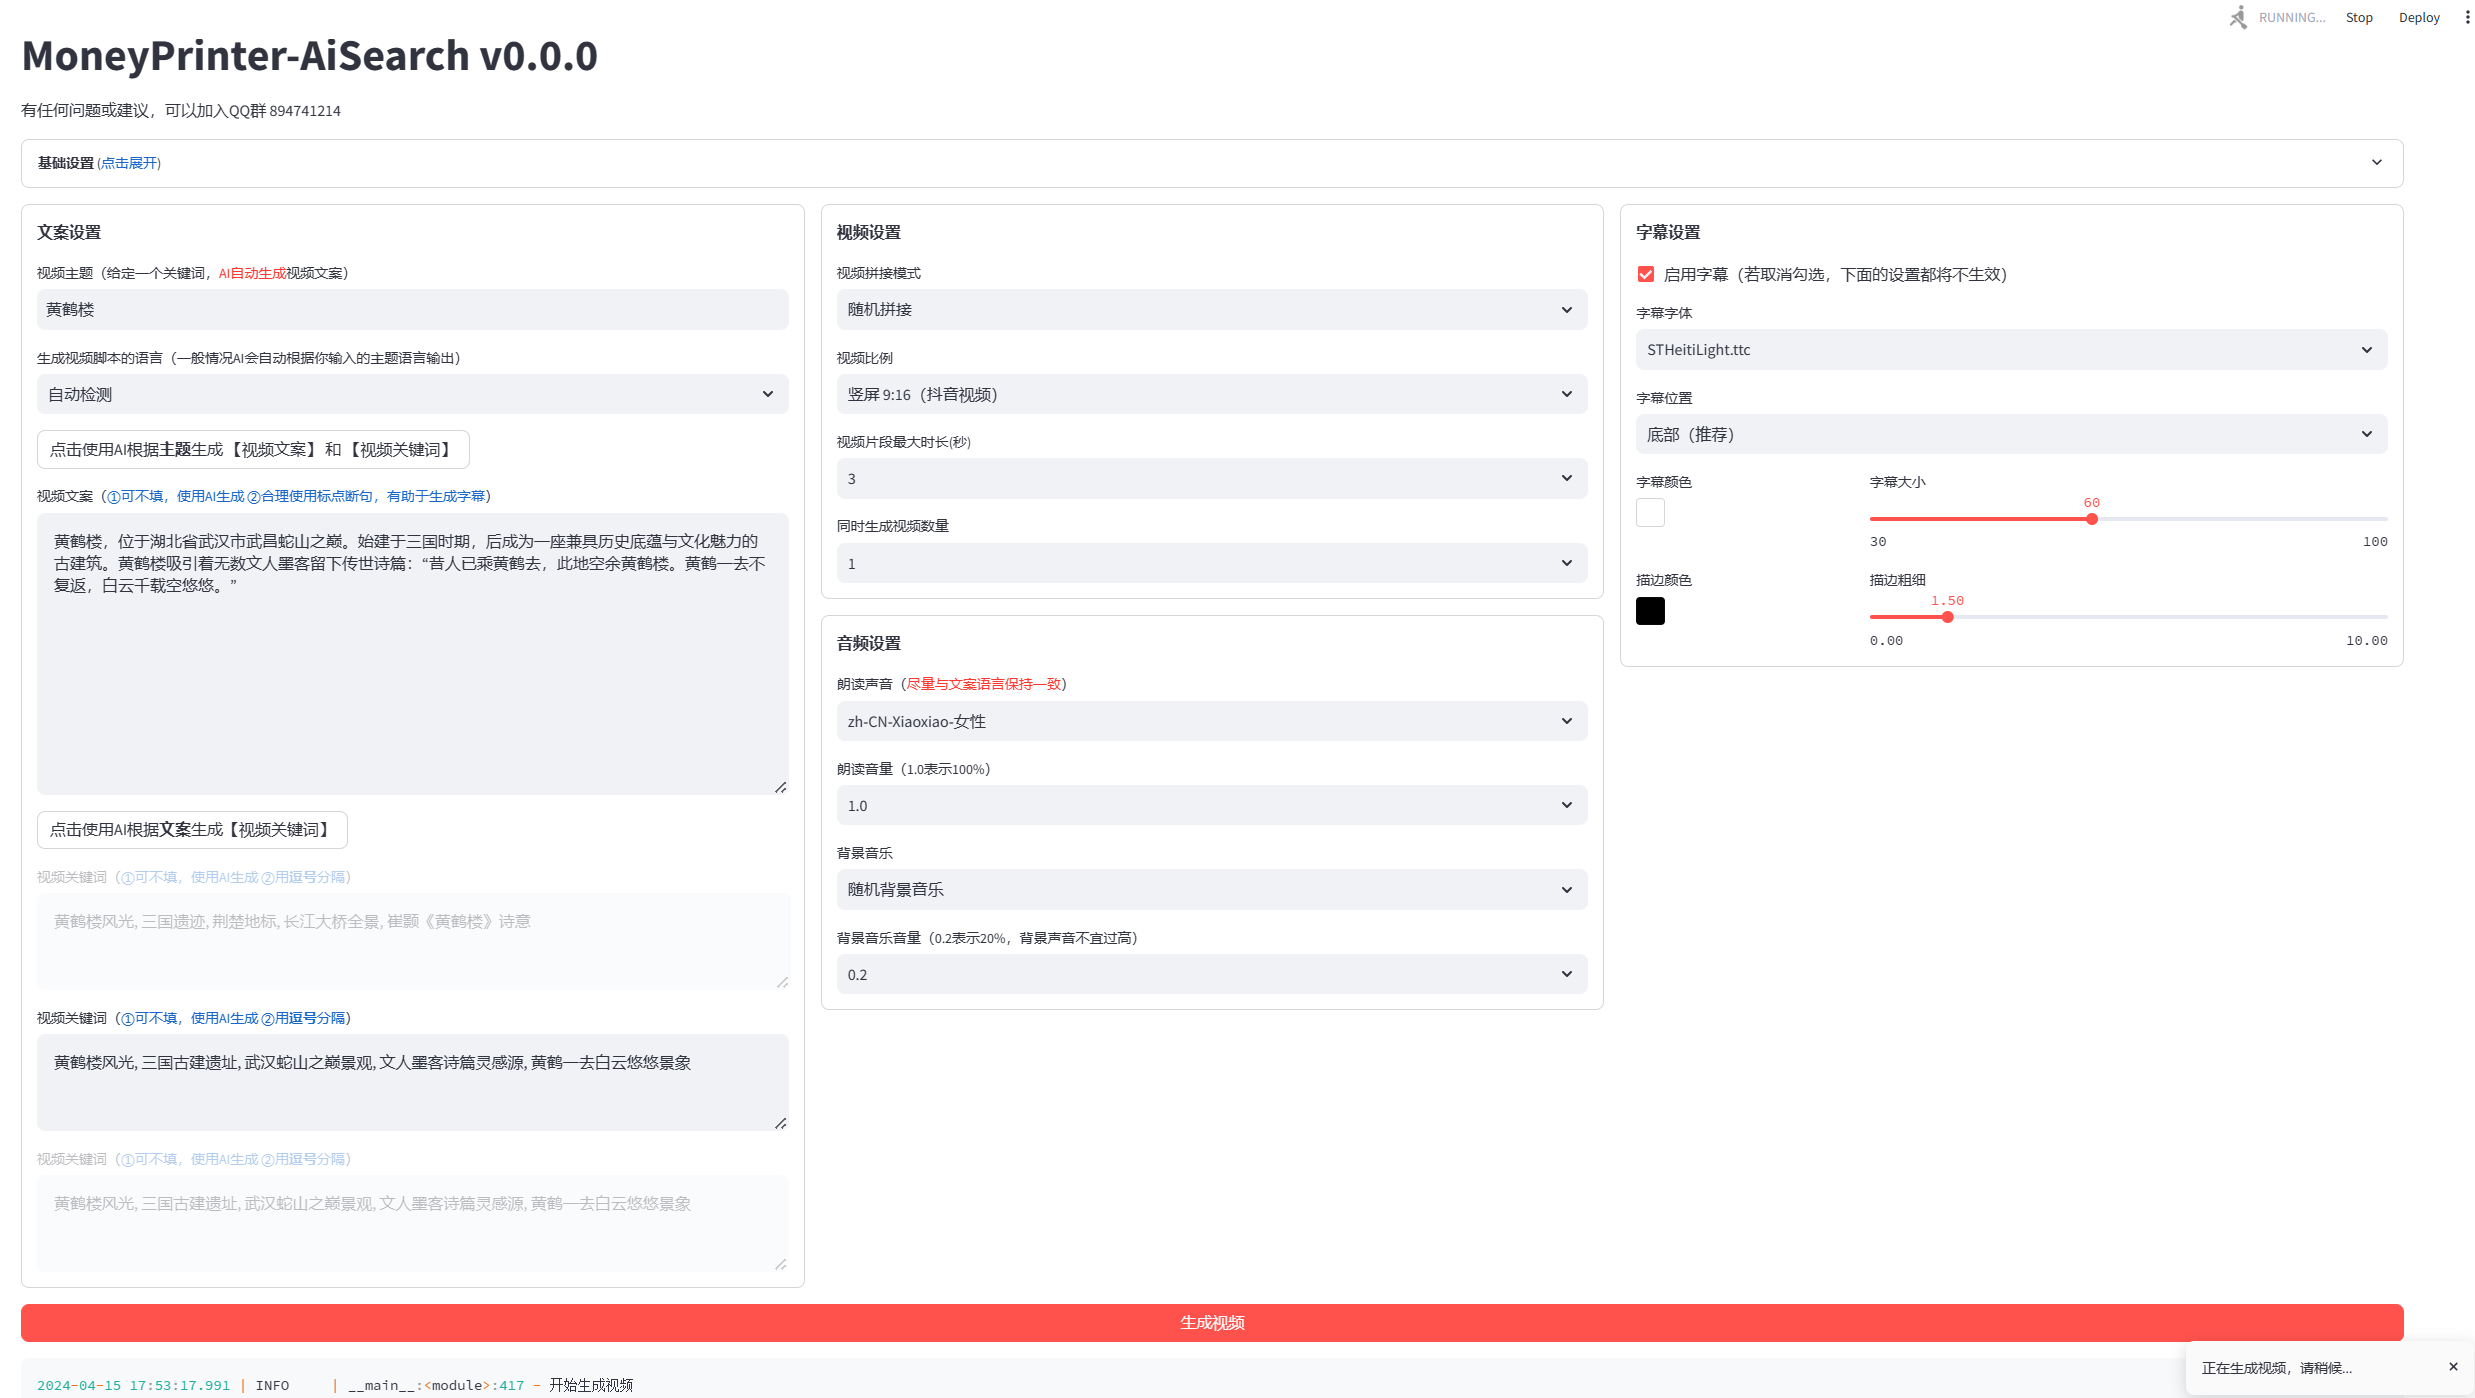 RUNNING...
Stop
Deploy
MoneyPrinter-AiSearch v0.0.0
有任何问题或建议，可以加入QQ群 894741214
基础设置 (点击展开)
文案设置
视频主题（给定一个关键词，AI自动生成视频文案）
黄鹤楼
生成视频脚本的语言（一般情况AI会自动根据你输入的主题语言输出）
自动检测
点击使用AI根据主题生成 【视频文案】 和 【视频关键词】
视频文案（①可不填，使用AI生成 ②合理使用标点断句，有助于生成字幕）
黄鹤楼，位于湖北省武汉市武昌蛇山之巅。始建于三国时期，后成为一座兼具历史底蕴与文化魅力的
古建筑。黄鹤楼吸引着无数文人墨客留下传世诗篇：“昔人已乘黄鹤去，此地空余黄鹤楼。黄鹤一去不
复返，白云千载空悠悠。”
点击使用AI根据文案生成【视频关键词】
视频关键词（①可不填，使用AI生成 ②用逗号分隔）
黄鹤楼风光, 三国遗迹, 荆楚地标, 长江大桥全景, 崔颢《黄鹤楼》诗意
视频关键词（①可不填，使用AI生成 ②用逗号分隔）
黄鹤楼风光, 三国古建遗址, 武汉蛇山之巅景观, 文人墨客诗篇灵感源, 黄鹤一去白云悠悠景象
视频关键词（①可不填，使用AI生成 ②用逗号分隔）
黄鹤楼风光, 三国古建遗址, 武汉蛇山之巅景观, 文人墨客诗篇灵感源, 黄鹤一去白云悠悠景象
视频设置
视频拼接模式
随机拼接
视频比例
竖屏 9:16（抖音视频）
视频片段最大时长(秒)
3
同时生成视频数量
1
音频设置
朗读声音（尽量与文案语言保持一致）
zh-CN-Xiaoxiao-女性
朗读音量（1.0表示100%）
1.0
背景音乐
随机背景音乐
背景音乐音量（0.2表示20%，背景声音不宜过高）
0.2
字幕设置
启用字幕（若取消勾选，下面的设置都将不生效）
字幕字体
STHeitiLight.ttc
字幕位置
底部（推荐）
字幕颜色
字幕大小
60
30
100
描边颜色
描边粗细
1.50
0.00
10.00
生成视频
2024-04-15 17:53:17.991 | INFO     | __main__:<module>:417 - 开始生成视频
正在生成视频，请稍候...